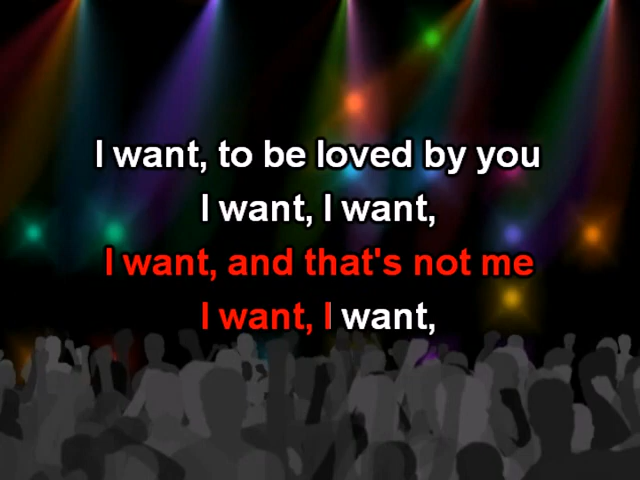 I want, to be loved by you
I want, I want,
I want, and that's not me
I want, I want,